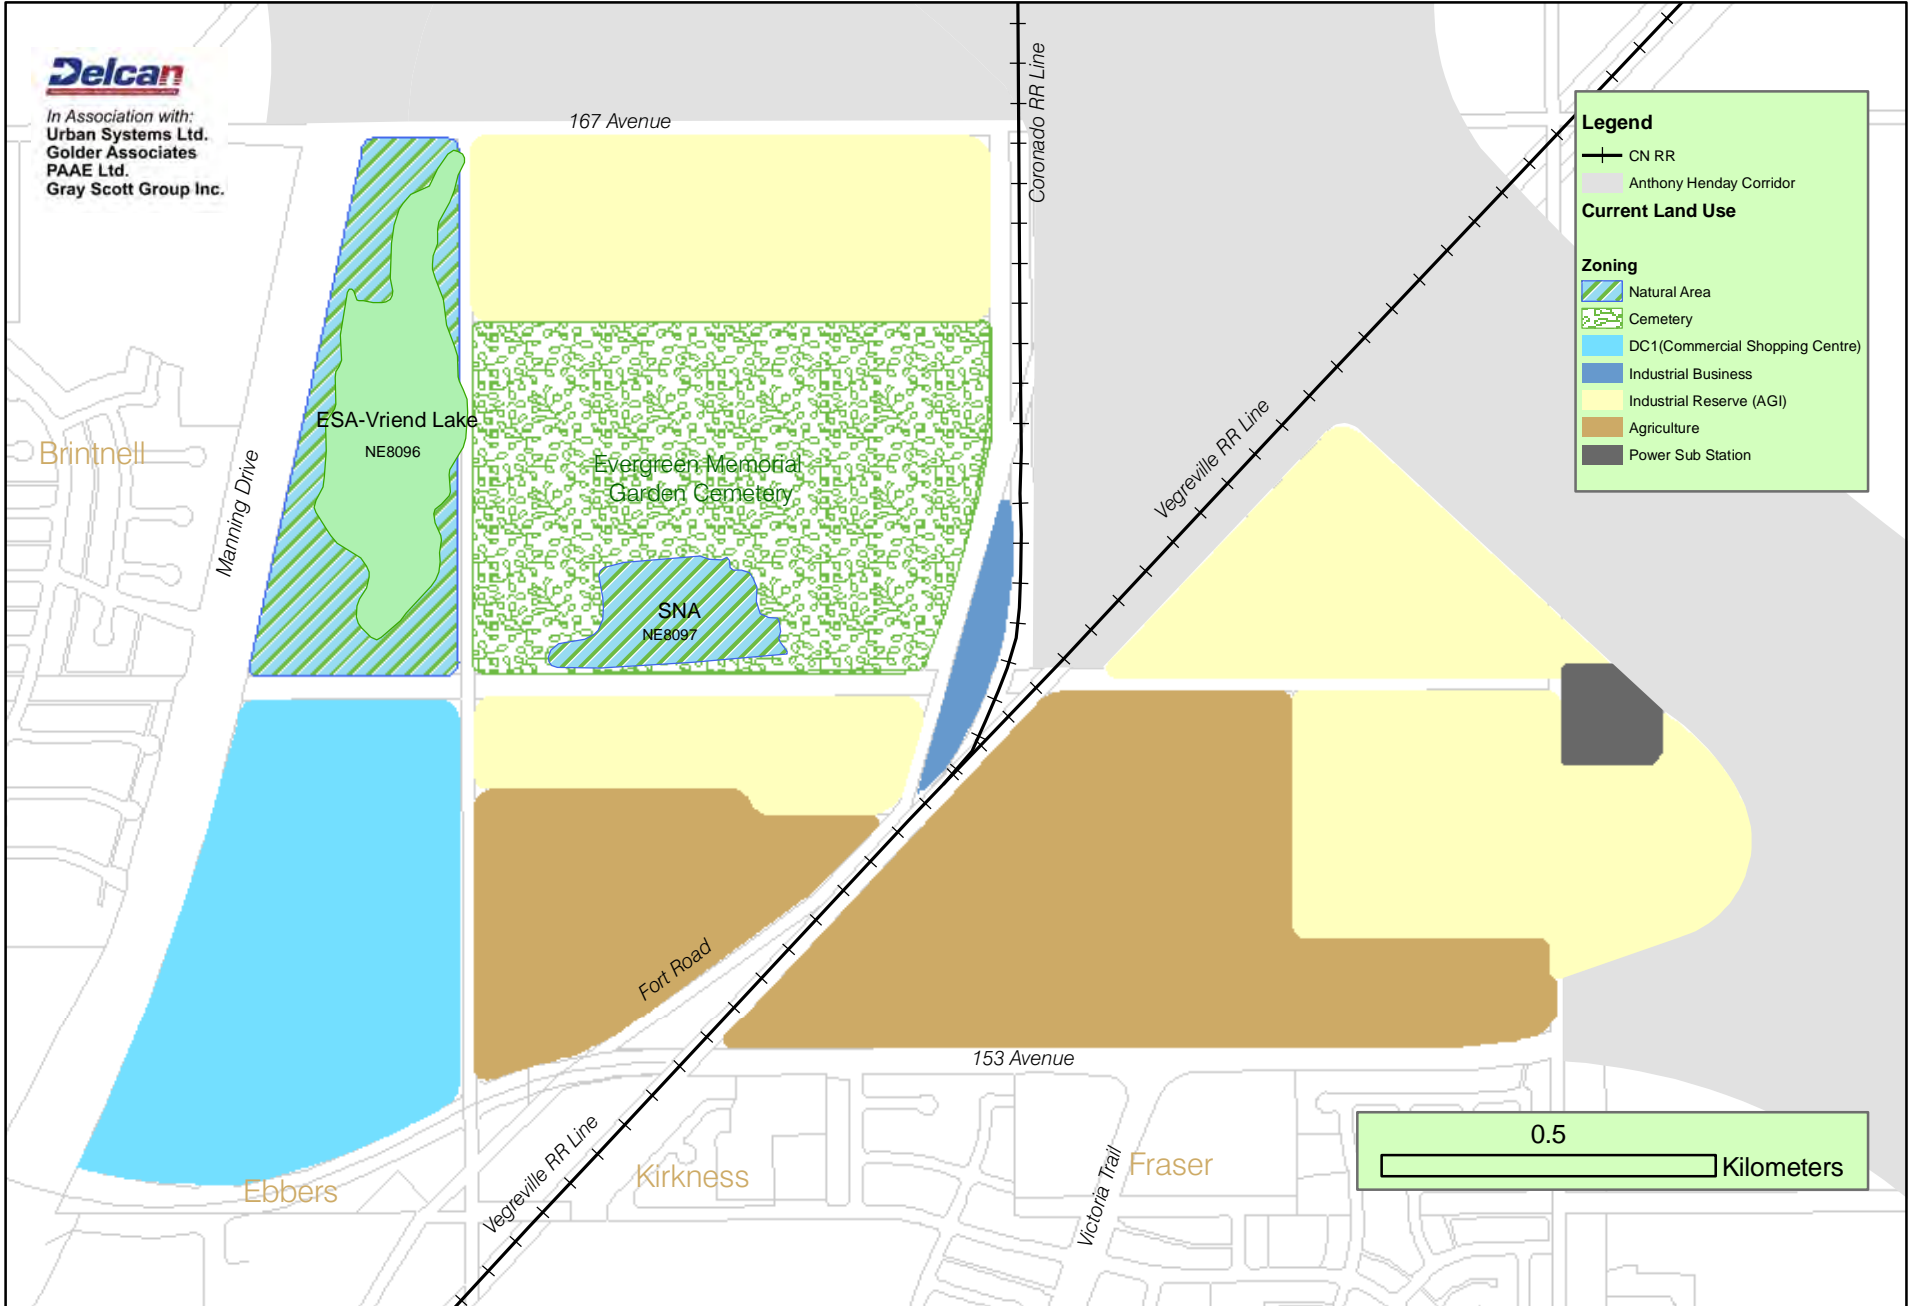 Delcan
In Association with:
Urban Systems Ltd.
Golder Associates
PAAE Ltd.
Gray Scott Group Inc.
167 Avenue
Coronado RR Line
Legend
CN RR
Anthony Henday Corridor
Current Land Use
Zoning
Natural Area
Cemetery
DC1(Commercial Shopping Centre)
Industrial Business
Industrial Reserve (AGI)
Agriculture
Power Sub Station
ESA-Vriend Lake
NE8096
Brintnell
Manning Drive
Evergreen Memorial
Garden Cemetery
Vegreville RR Line
SNA
NE8097
Fort Road
153 Avenue
Vegreville RR Line
Ebbers
Kirkness
Victoria Trail
Fraser
0.5
Kilometers